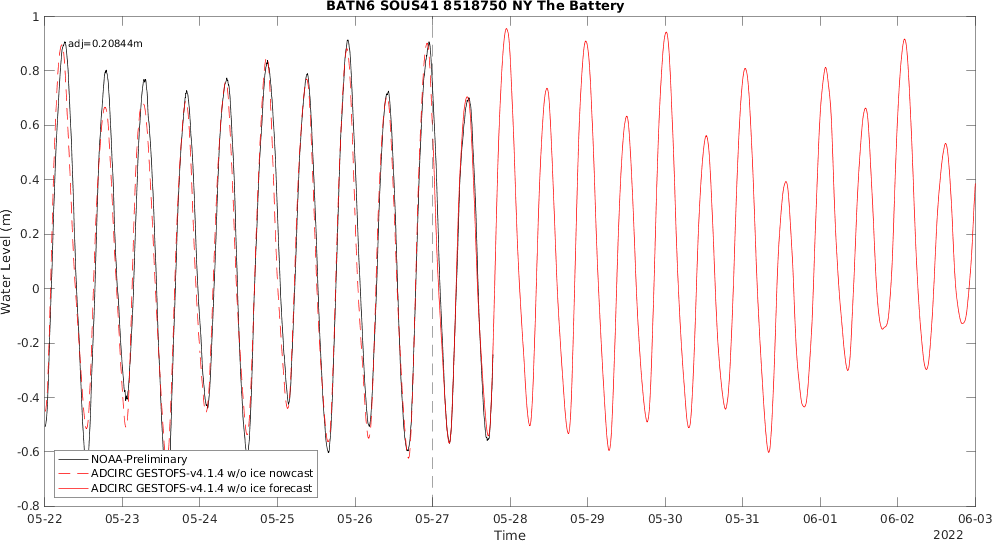 BATN6 SOUS41 8518750 NY The Battery
adj=0.20844m
1
0.8
0.6
0.4
0.2
0
-0.2
-0.4
-0.6
-0.8
Water Level (m)
NOAA-Preliminary
ADCIRC GESTOFS-v4.1.4 w/o ice nowcast
ADCIRC GESTOFS-v4.1.4 w/o ice forecast
05-22 05-23 05-24 05-25 05-26 05-27 05-28 05-29 05-30 05-31 06-01 06-02 06-03
Time
2022